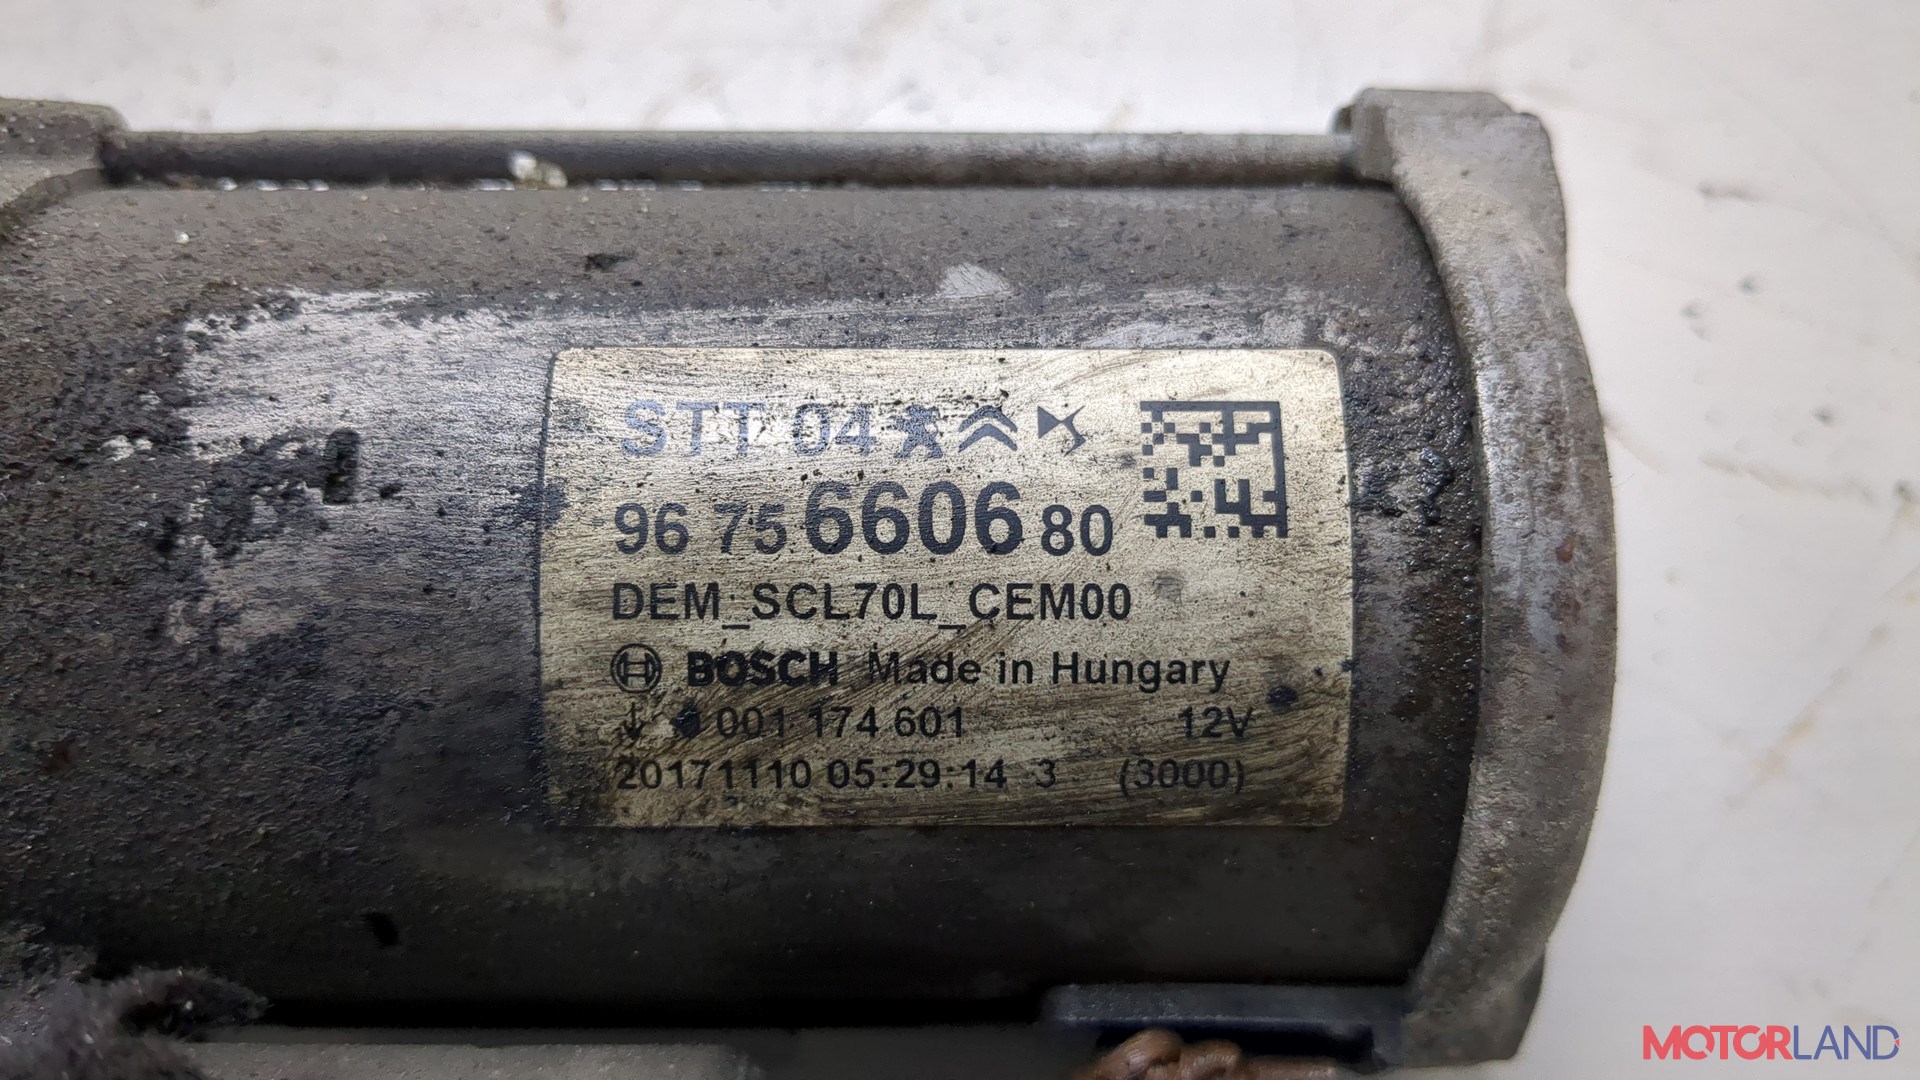 STT 04
96 75 6606 80
DEM_SCL70L_CEM00
BOSCH Made in Hungary
0 001 174 601 12V
20171110 05:29:14 3 (3000)
MOTORLAND